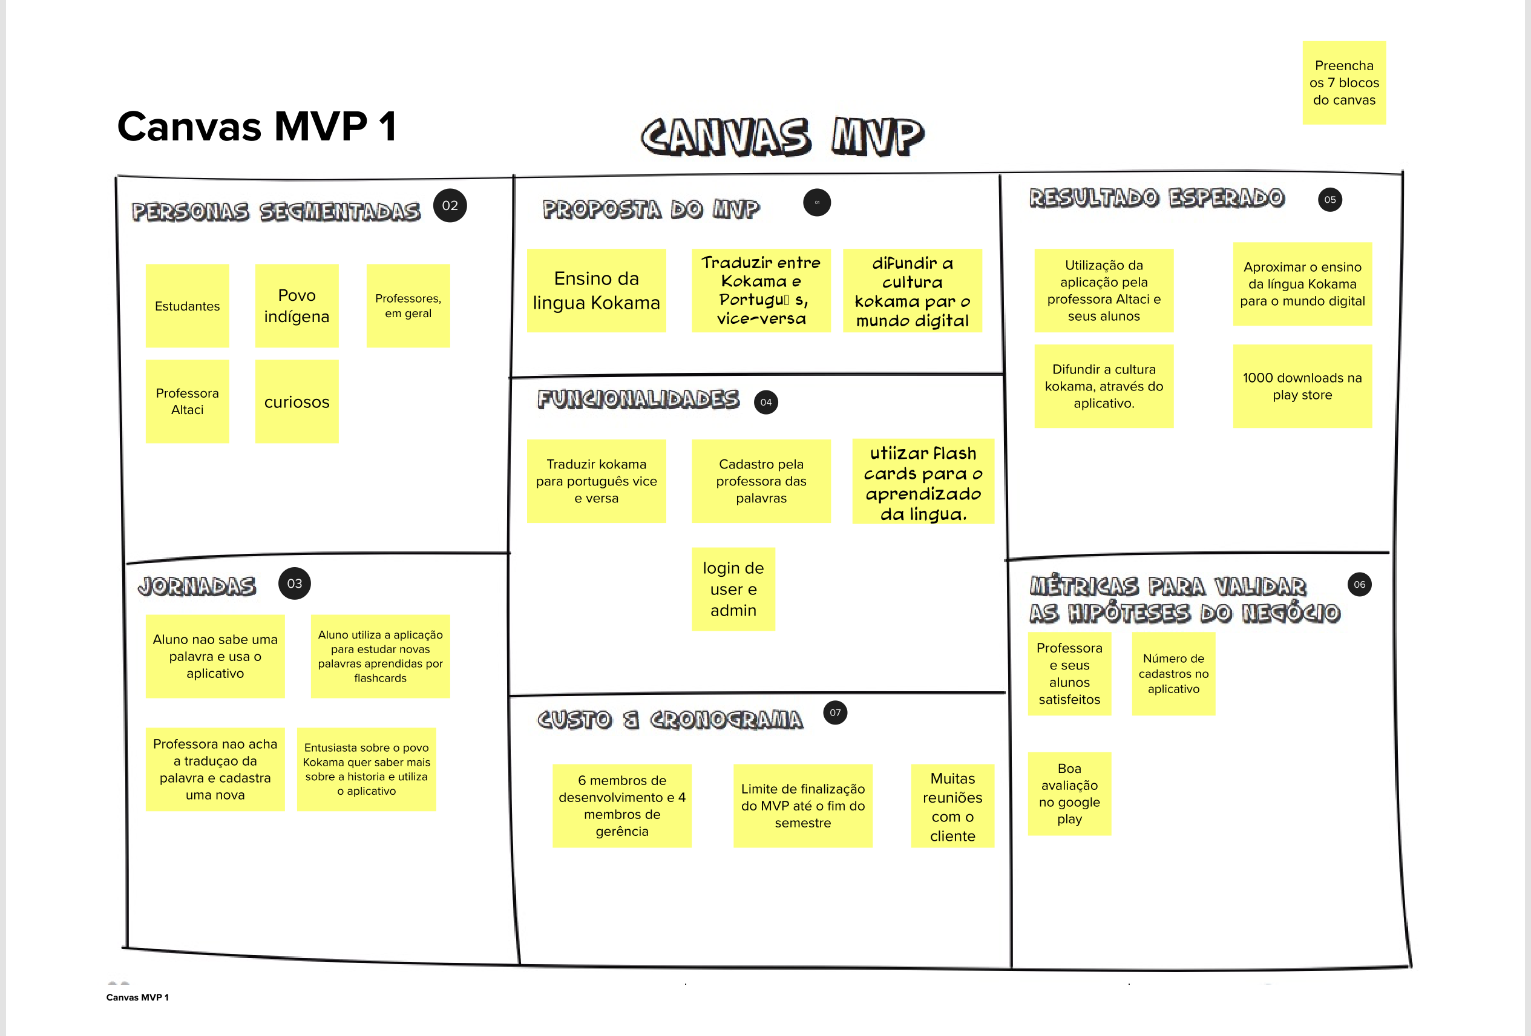 Preencha
os 7 blocos
do canvas
Canvas MVP 1
CANVAS MVP
PERSONAS SEGMENTADAS
02
Estudantes
Povo
indígena
Professores,
em geral
Professora
Altaci
curiosos
PROPOSTA DO MVP
Ensino da
lingua Kokama
Traduzir entre
Kokama e
Portugu▯s,
vice-versa
difundir a
cultura
kokama par o
mundo digital
RESULTADO ESPERADO
05
Utilização da
aplicação pela
professora Altaci e
seus alunos
Aproximar o ensino
da língua Kokama
para o mundo digital
Difundir a cultura
kokama, através do
aplicativo.
1000 downloads na
play store
FUNCIONALIDADES
04
Traduzir kokama
para português vice
e versa
Cadastro pela
professora das
palavras
utiizar flash
cards para o
aprendizado
da lingua.
login de
user e
admin
JORNADAS
03
Aluno nao sabe uma
palavra e usa o
aplicativo
Aluno utiliza a aplicação
para estudar novas
palavras aprendidas por
flashcards
Professora nao acha
a traduçao da
palavra e cadastra
uma nova
Entusiasta sobre o povo
Kokama quer saber mais
sobre a historia e utiliza
o aplicativo
CUSTO & CRONOGRAMA
07
6 membros de
desenvolvimento e 4
membros de
gerência
Limite de finalização
do MVP até o fim do
semestre
Muitas
reuniões
com o
cliente
MÉTRICAS PARA VALIDAR
AS HIPÓTESES DO NEGÓCIO
06
Professora
e seus
alunos
satisfeitos
Número de
cadastros no
aplicativo
Boa
avaliação
no google
play
Canvas MVP 1